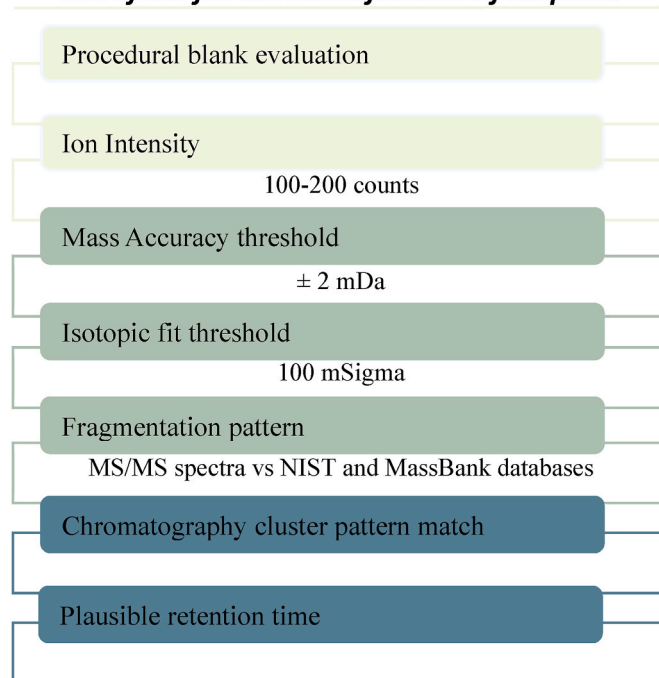 Procedural blank evaluation
Ion Intensity
100-200 counts
Mass Accuracy threshold
± 2 mDa
Isotopic fit threshold
100 mSigma
Fragmentation pattern
MS/MS spectra vs NIST and MassBank databases
Chromatography cluster pattern match
Plausible retention time